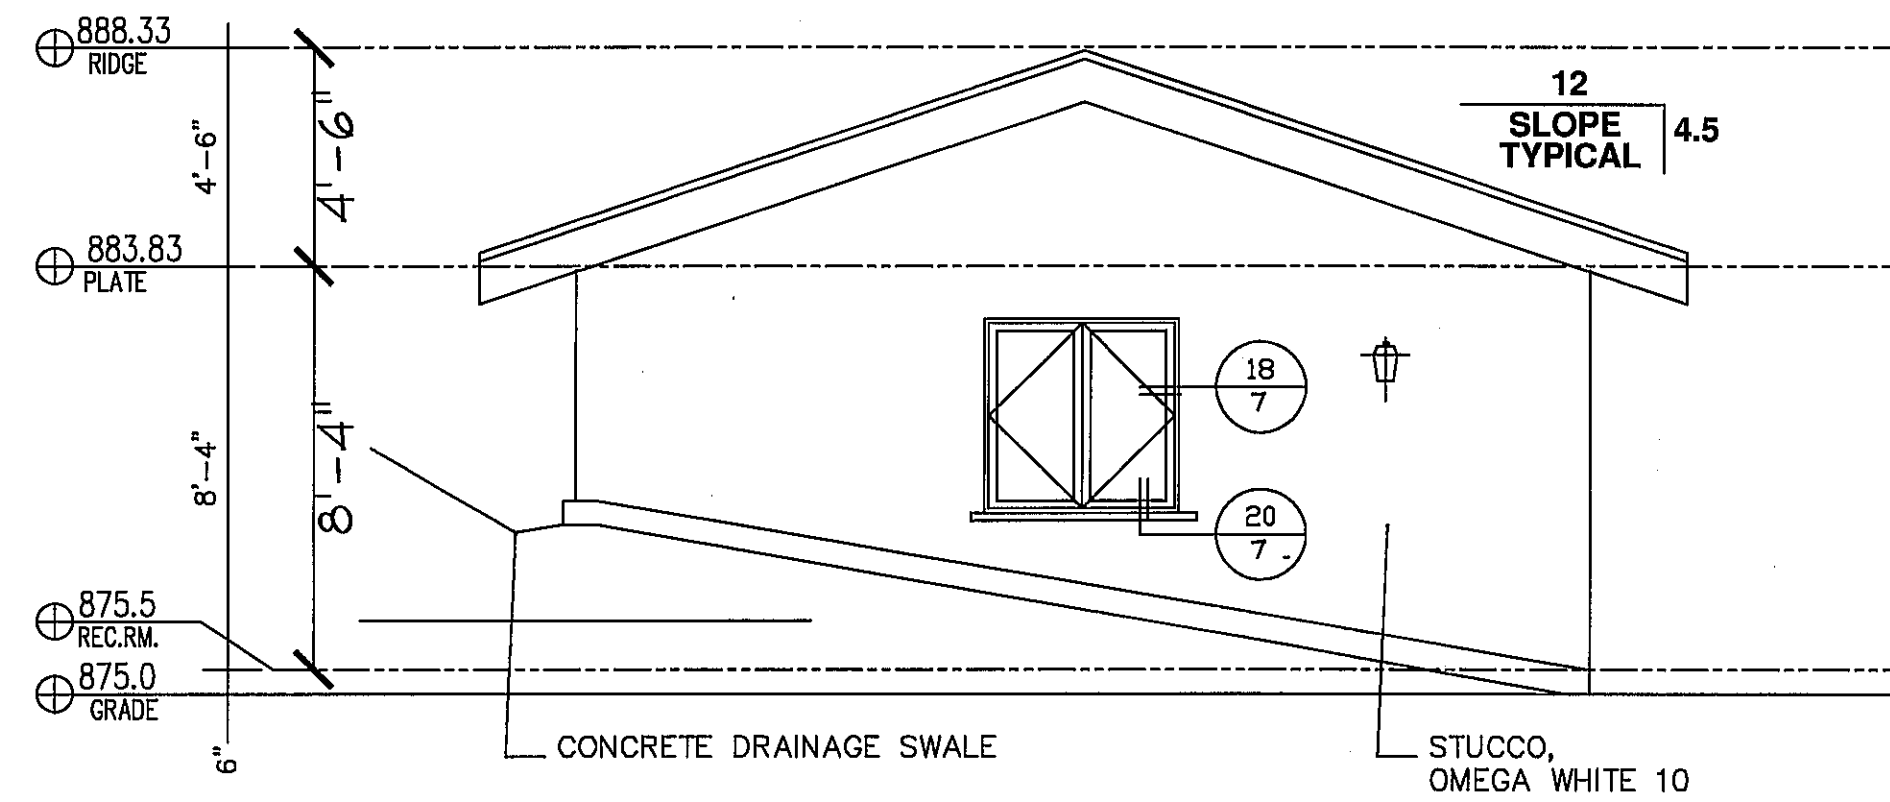 888.33
RIDGE
4'-6"
4'-6"
12
SLOPE
TYPICAL
4.5
883.83
PLATE
8'-4"
8'-4"
18
7
20
7
875.5
REC.RM.
875.0
GRADE
6"
CONCRETE DRAINAGE SWALE
STUCCO,
OMEGA WHITE 10